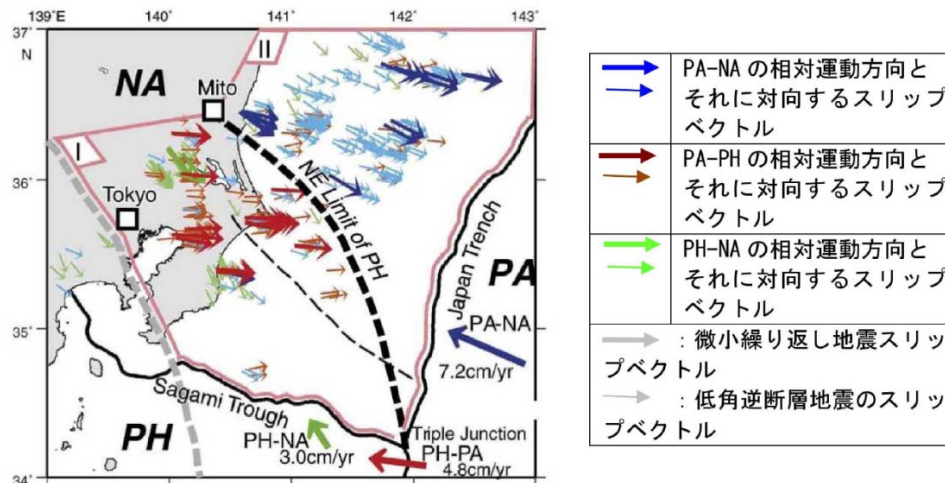 139°E 140° 141° 142° 143°
37°
N
II
NA
Mito
I
36°
Tokyo
NE Limit of PH
Japan Trench
PA
35°
PA-NA
7.2cm/yr
Sagami Trough
PH
PH-NA
3.0cm/yr
Triple Junction
PH-PA
4.8cm/yr
34°
PA-NA の相対運動方向と
それに対向するスリップ
ベクトル
PA-PH の相対運動方向と
それに対向するスリップ
ベクトル
PH-NA の相対運動方向と
それに対向するスリップ
ベクトル
：微小繰り返し地震スリッ
プベクトル
：低角逆断層地震のスリッ
プベクトル